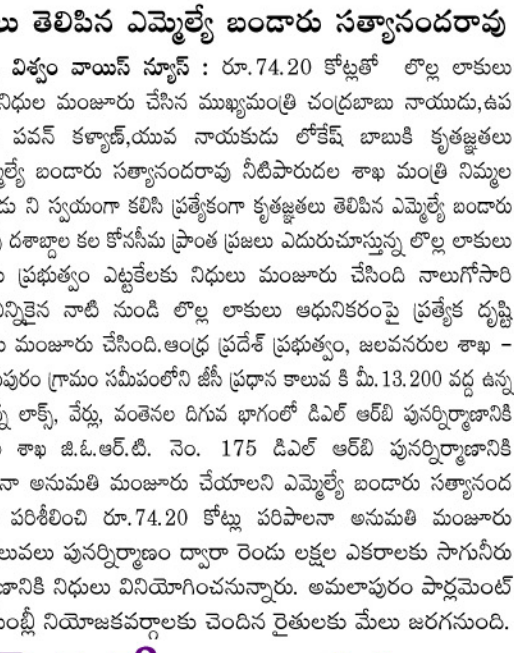 లు తెలిపిన ఎమ్మెల్యే బండారు సత్యానందరావు
విశ్వం వాయిస్ న్యూస్ : రూ.74.20 కోట్లతో లొల్ల లాకులు
నిధుల మంజూరు చేసిన ముఖ్యమంత్రి చంద్రబాబు నాయుడు,ఉప
పవన్ కళ్యాణ్,యువ నాయకుడు లోకేష్ బాబుకి కృతజ్ఞతలు
ల్యే బండారు సత్యానందరావు నీటిపారుదల శాఖ మంత్రి నిమ్మల
డు ని స్వయంగా కలిసి ప్రత్యేకంగా కృతజ్ఞతలు తెలిపిన ఎమ్మెల్యే బండారు
దశాబ్దాల కల కోనసీమ ప్రాంత ప్రజలు ఎదురుచూస్తున్న లొల్ల లాకులు
ప్రభుత్వం ఎట్టకేలకు నిధులు మంజూరు చేసింది నాలుగోసారి
న్నికైన నాటి నుండి లొల్ల లాకులు ఆధునికరంపై ప్రత్యేక దృష్టి
మంజూరు చేసింది.ఆంధ్ర ప్రదేశ్ ప్రభుత్వం, జలవనరుల శాఖ –
పురం గ్రామం సమీపంలోని జీసీ ప్రధాన కాలువ కి మీ.13.200 వద్ద ఉన్న
న్న లాక్స్, వేర్లు, వంతెనల దిగువ భాగంలో డిఎల్ ఆర్‌బి పునర్నిర్మాణానికి
శాఖ జి.ఓ.ఆర్.టి. నెం. 175 డిఎల్ ఆర్‌బి పునర్నిర్మాణానికి
నా అనుమతి మంజూరు చేయాలని ఎమ్మెల్యే బండారు సత్యానంద
పరిశీలించి రూ.74.20 కోట్లు పరిపాలనా అనుమతి మంజూరు
లువలు పునర్నిర్మాణం ద్వారా రెండు లక్షల ఎకరాలకు సాగునీరు
ణానికి నిధులు వినియోగించనున్నారు. అమలాపురం పార్లమెంట్
ంబ్లీ నియోజకవర్గాలకు చెందిన రైతులకు మేలు జరగనుంది.